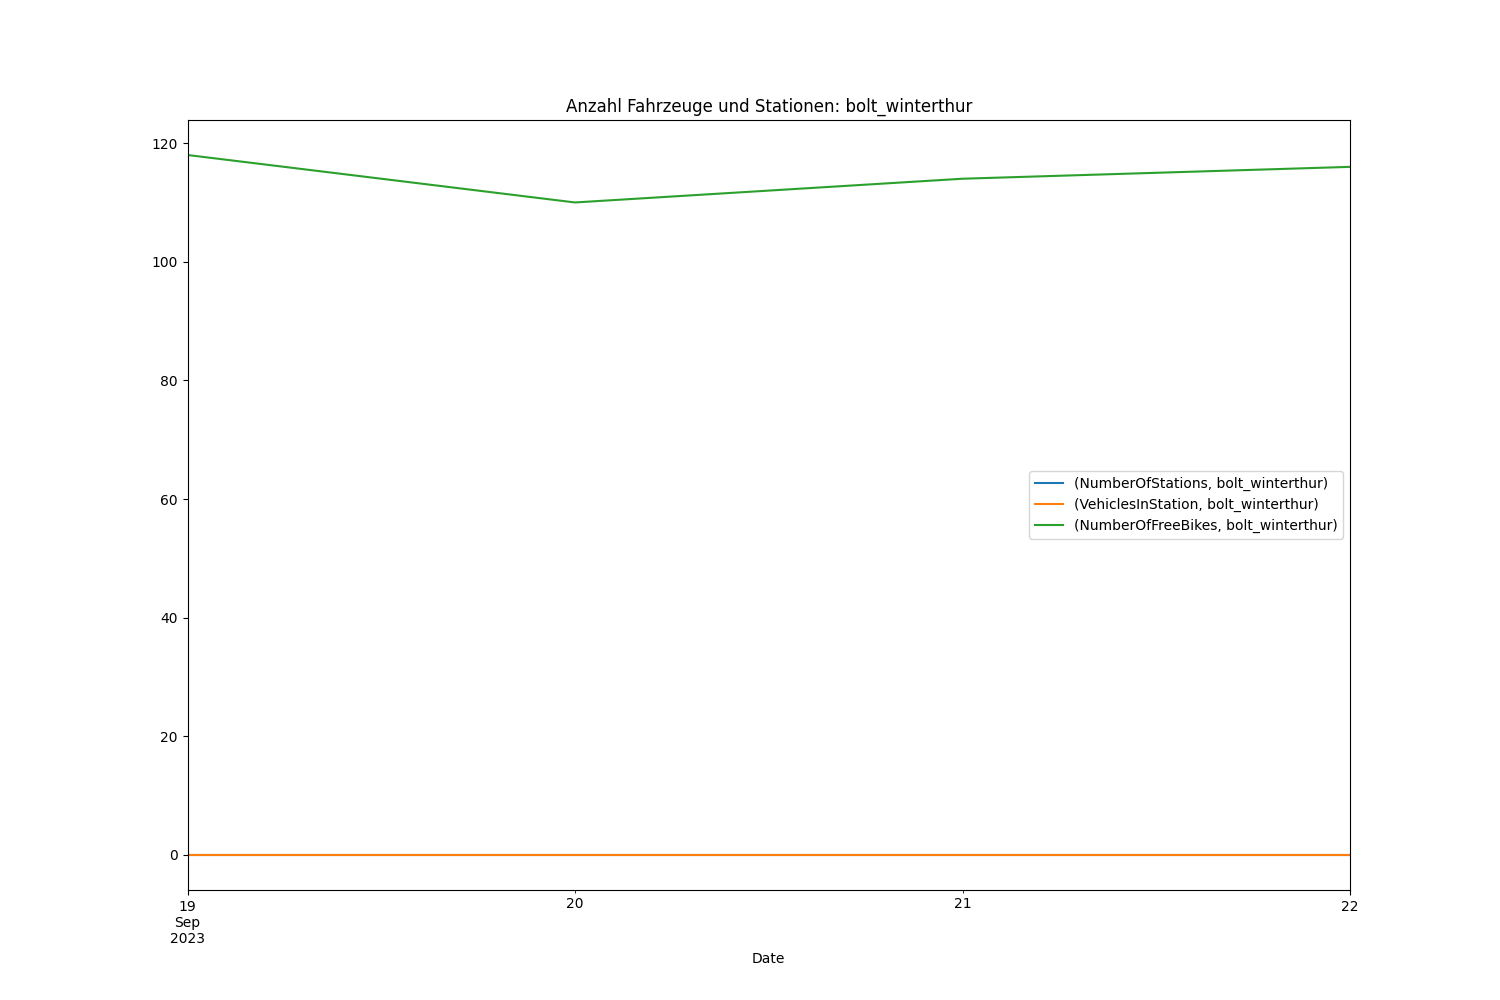 Anzahl Fahrzeuge und Stationen: bolt_winterthur
120
100
80
60
40
20
0
(NumberOfStations, bolt_winterthur)
(VehiclesInStation, bolt_winterthur)
(NumberOfFreeBikes, bolt_winterthur)
19 20 21 22
Sep
2023
Date